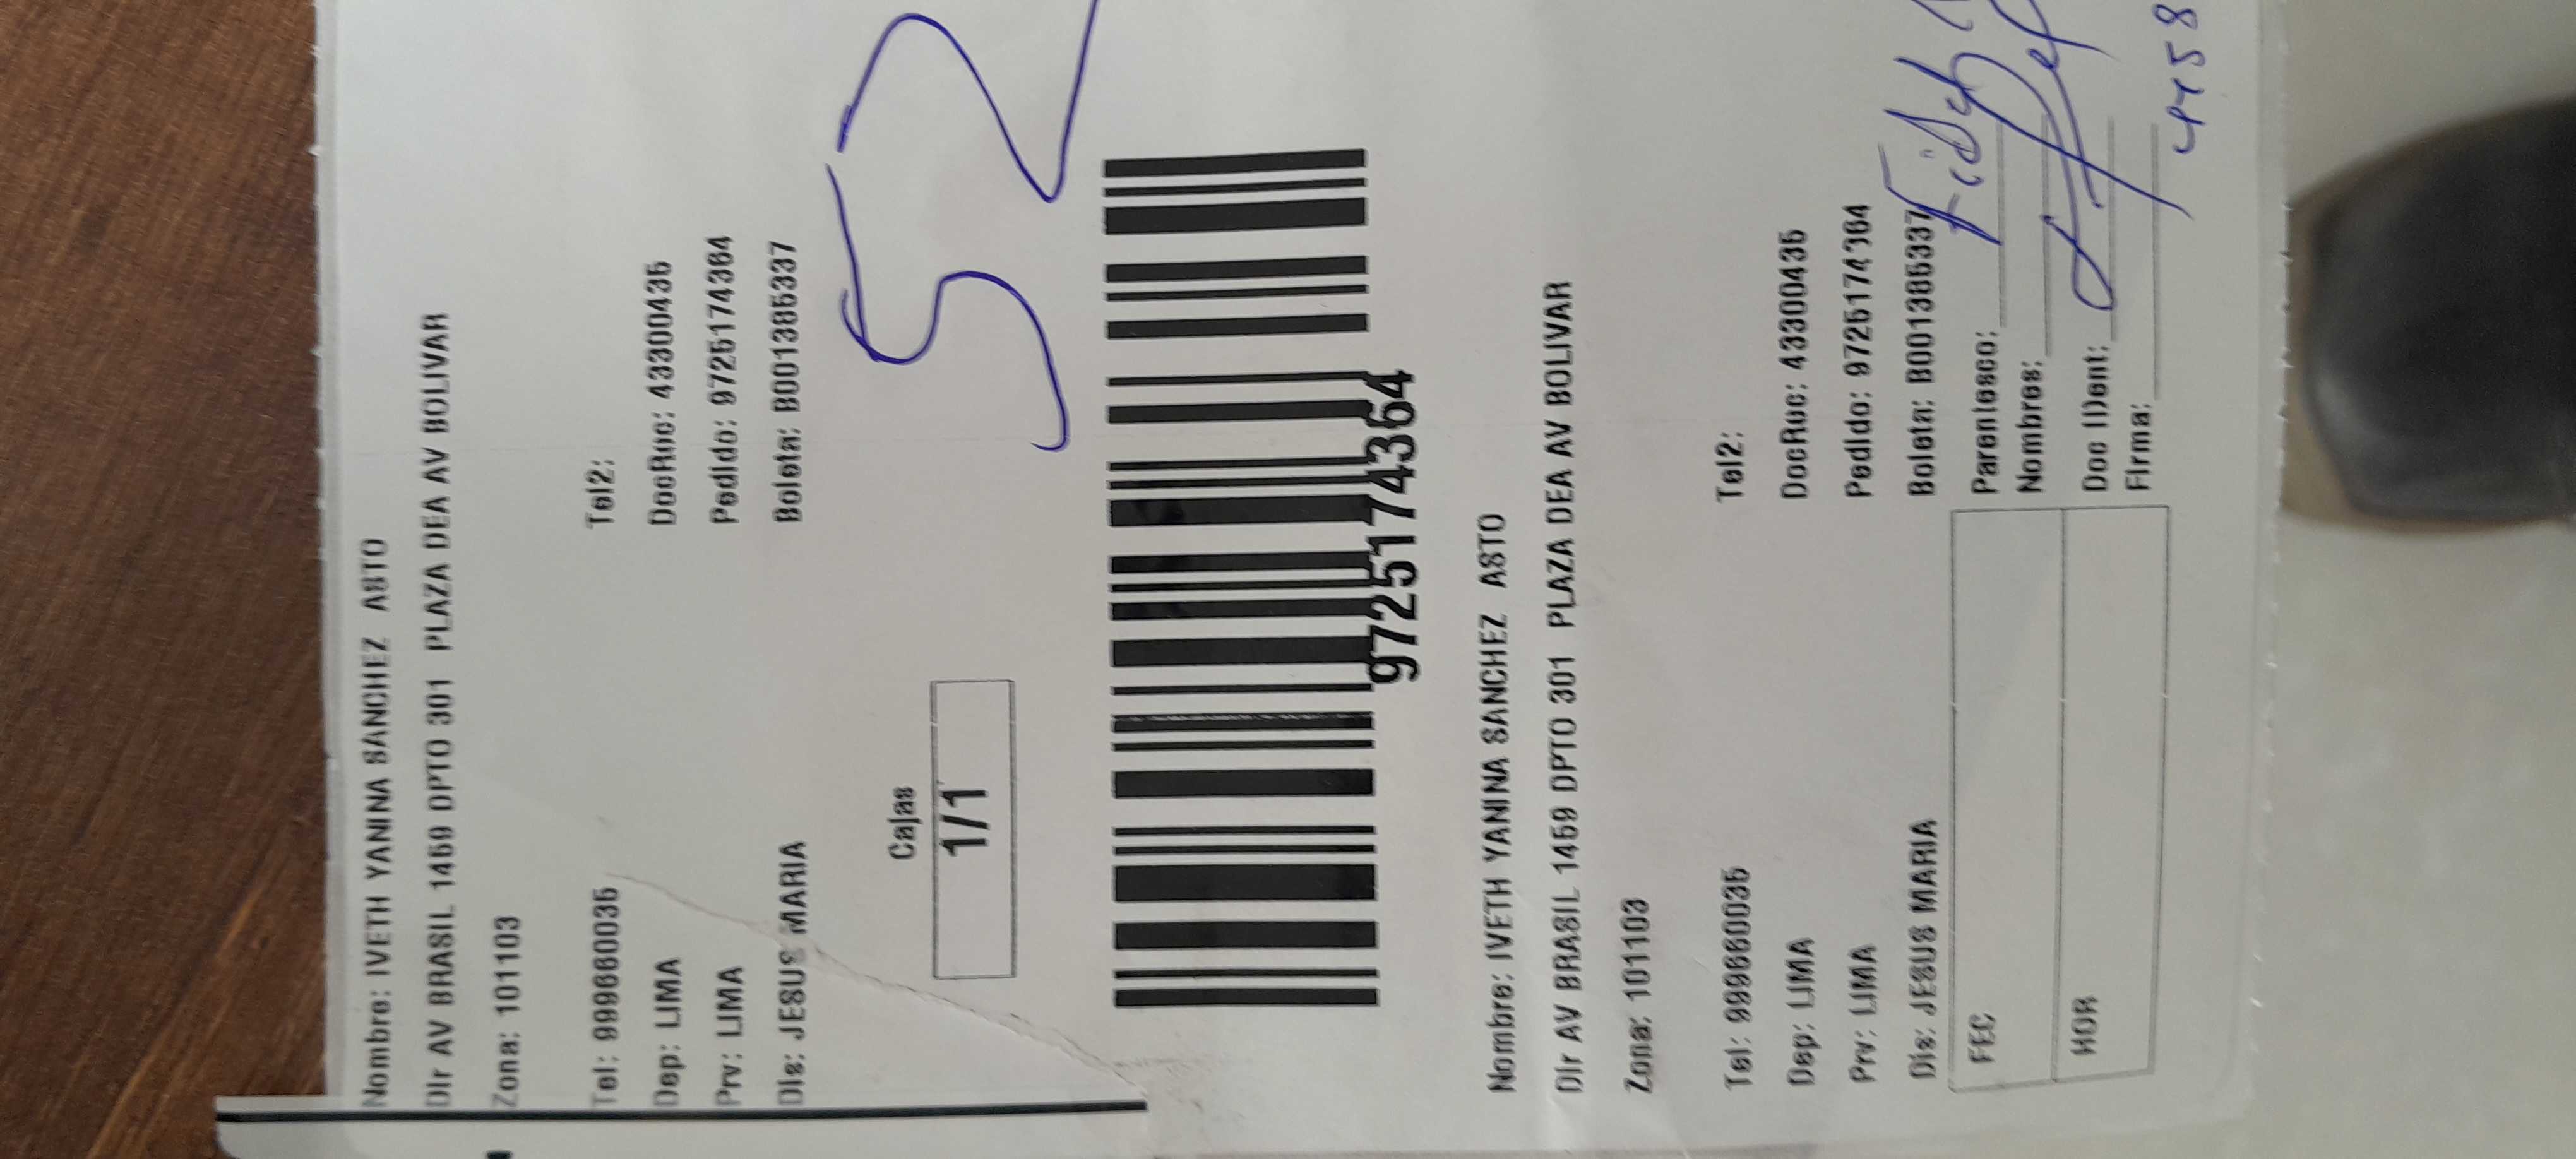 Nombre: IVETH YANINA SANCHEZ ASTO
Dir AV BRASIL 1459 DPTO 301 PLAZA DEA AV BOLIVAR
Zona: 101103
Tel: 999660035 Tel2:
Dep: LIMA DocRuc: 43300435
Prv: LIMA Pedido: 9725174364
Dis: JESUS MARIA Boleta: B001385337
Cajas
1/1
52
9725174364
Nombre: IVETH YANINA SANCHEZ ASTO
Dir AV BRASIL 1459 DPTO 301 PLAZA DEA AV BOLIVAR
Zona: 101103
Tel: 999660035 Tel2:
Dep: LIMA DocRuc: 43300435
Prv: LIMA Pedido: 9725174364
Dis: JESUS MARIA Boleta: B001385337
FEC Parentesco:
Nombres:
HOR Doc IDent:
Firma:
4458